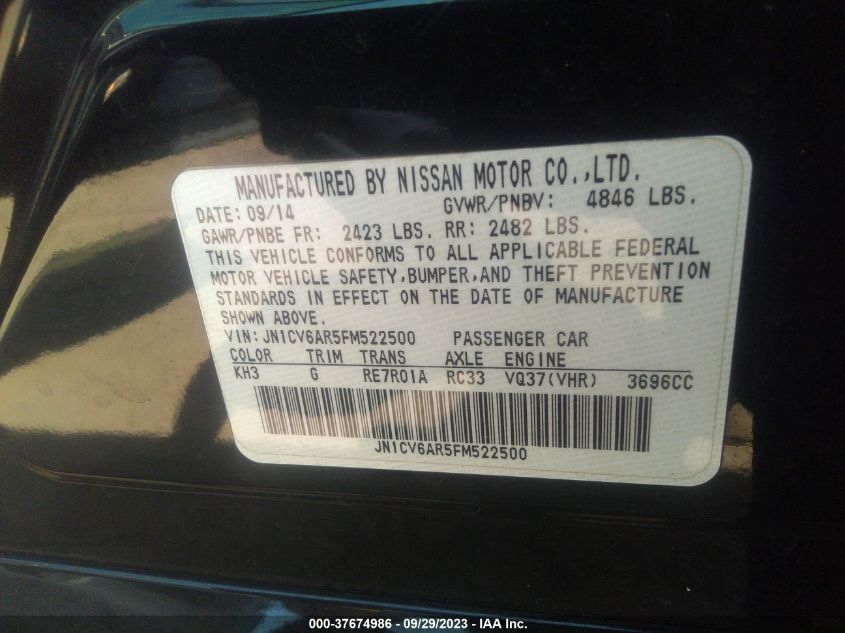 MANUFACTURED BY NISSAN MOTOR CO.,LTD.
DATE: 09/14 GVWR/PNBV: 4846 LBS.
GAWR/PNBE FR: 2423 LBS. RR: 2482 LBS.
THIS VEHICLE CONFORMS TO ALL APPLICABLE FEDERAL
MOTOR VEHICLE SAFETY,BUMPER,AND THEFT PREVENTION
STANDARDS IN EFFECT ON THE DATE OF MANUFACTURE
SHOWN ABOVE.
VIN:JN1CV6AR5FM522500 PASSENGER CAR
COLOR TRIM TRANS AXLE ENGINE
KH3 G RE7R01A RC33 VQ37(VHR) 3696CC
JN1CV6AR5FM522500
000-37674986 - 09/29/2023 - IAA Inc.